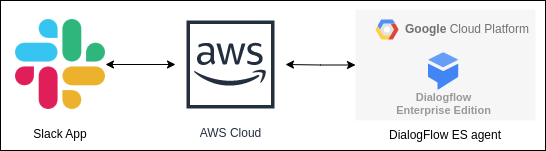 Google Cloud Platform
aws
Dialogflow
Enterprise Edition
Slack App
AWS Cloud
DialogFlow ES agent